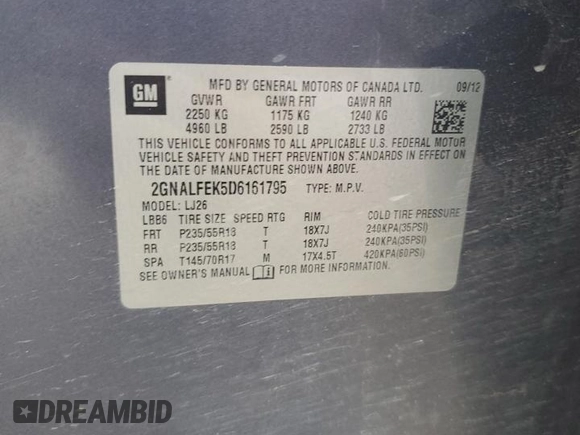 GM
MFD BY GENERAL MOTORS OF CANADA LTD. 09/12
GVWR GAWR FRT GAWR RR
2250 KG 1175 KG 1240 KG
4960 LB 2590 LB 2733 LB
THIS VEHICLE CONFORMS TO ALL APPLICABLE U.S. FEDERAL MOTOR
VEHICLE SAFETY AND THEFT PREVENTION STANDARDS IN EFFECT ON
THE DATE OF MANUFACTURE SHOWN ABOVE.
2GNALFEK5D6161795 TYPE: M.P.V.
MODEL: LJ26
LBB6 TIRE SIZE SPEED RTG RIM COLD TIRE PRESSURE
FRT P235/55R18 T 18X7J 240KPA(35PSI)
RR P235/55R18 T 18X7J 240KPA(35PSI)
SPA T145/70R17 M 17X4.5T 420KPA(60PSI)
SEE OWNER'S MANUAL FOR MORE INFORMATION.
DREAMBID